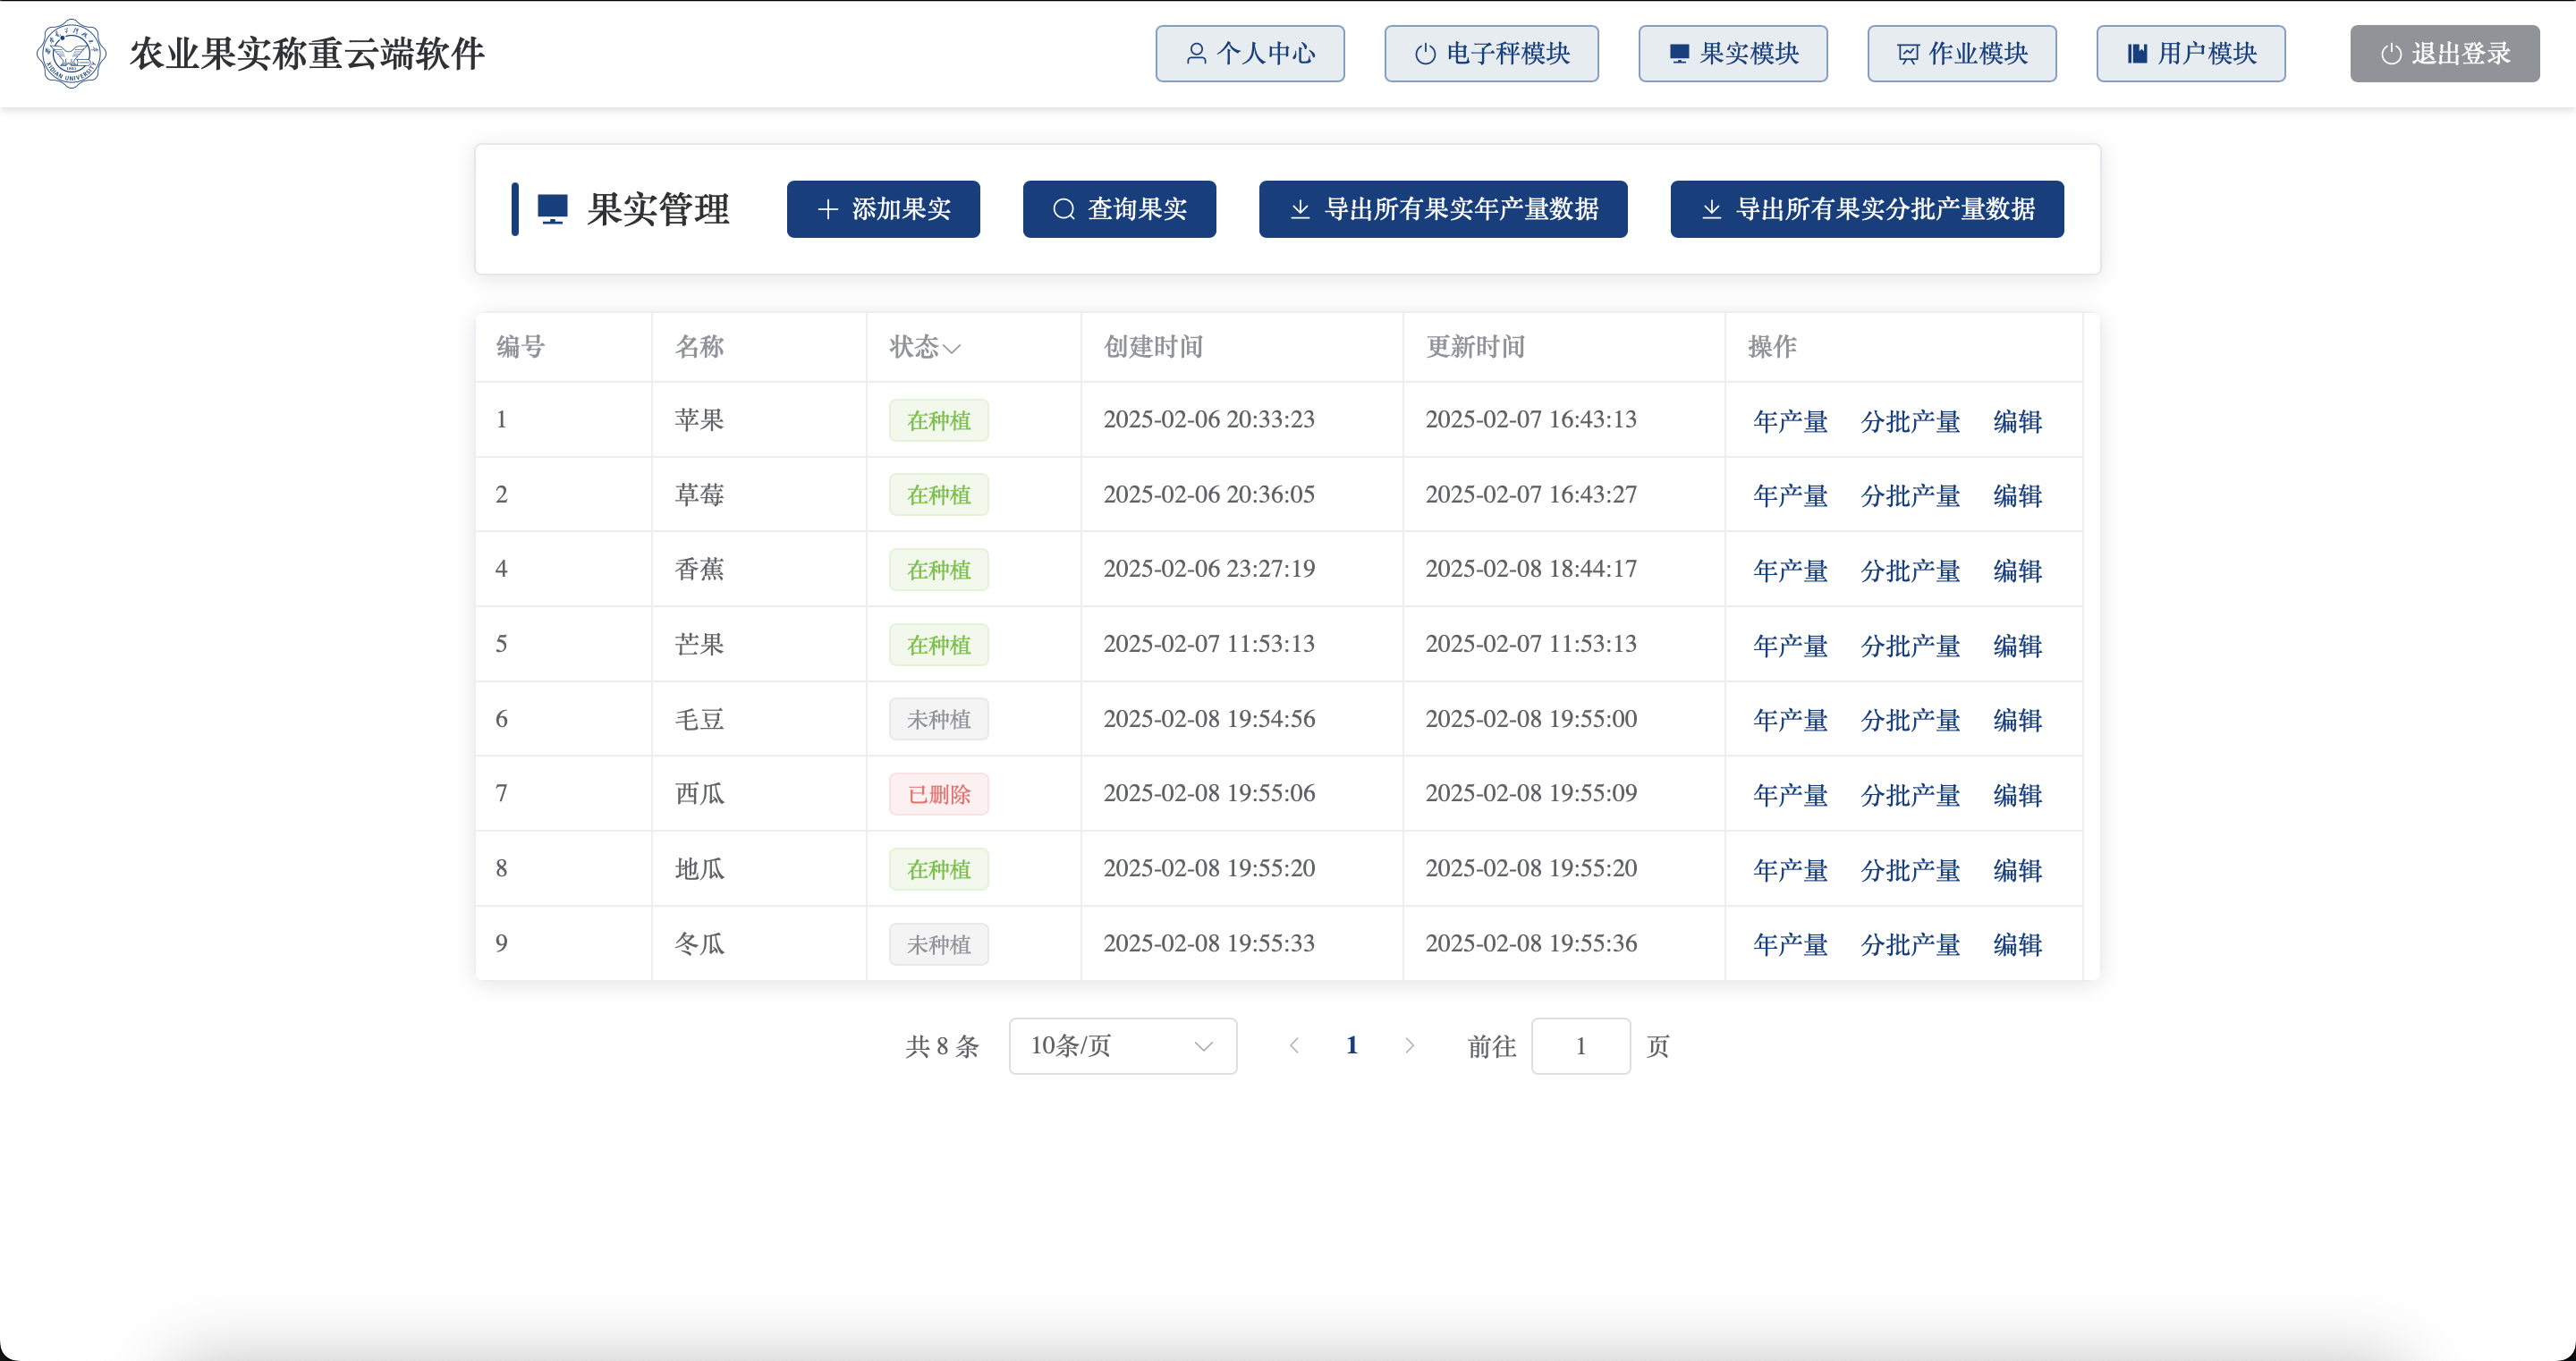 XIDIAN UNIVERSITY
农业果实称重云端软件
个人中心 电子秤模块 果实模块 作业模块 用户模块 退出登录
果实管理 添加果实 查询果实 导出所有果实年产量数据 导出所有果实分批产量数据
编号 名称 状态 创建时间 更新时间 操作
1 苹果 在种植 2025-02-06 20:33:23 2025-02-07 16:43:13 年产量 分批产量 编辑
2 草莓 在种植 2025-02-06 20:36:05 2025-02-07 16:43:27 年产量 分批产量 编辑
4 香蕉 在种植 2025-02-06 23:27:19 2025-02-08 18:44:17 年产量 分批产量 编辑
5 芒果 在种植 2025-02-07 11:53:13 2025-02-07 11:53:13 年产量 分批产量 编辑
6 毛豆 未种植 2025-02-08 19:54:56 2025-02-08 19:55:00 年产量 分批产量 编辑
7 西瓜 已删除 2025-02-08 19:55:06 2025-02-08 19:55:09 年产量 分批产量 编辑
8 地瓜 在种植 2025-02-08 19:55:20 2025-02-08 19:55:20 年产量 分批产量 编辑
9 冬瓜 未种植 2025-02-08 19:55:33 2025-02-08 19:55:36 年产量 分批产量 编辑
共 8 条 10条/页 1 前往 1 页